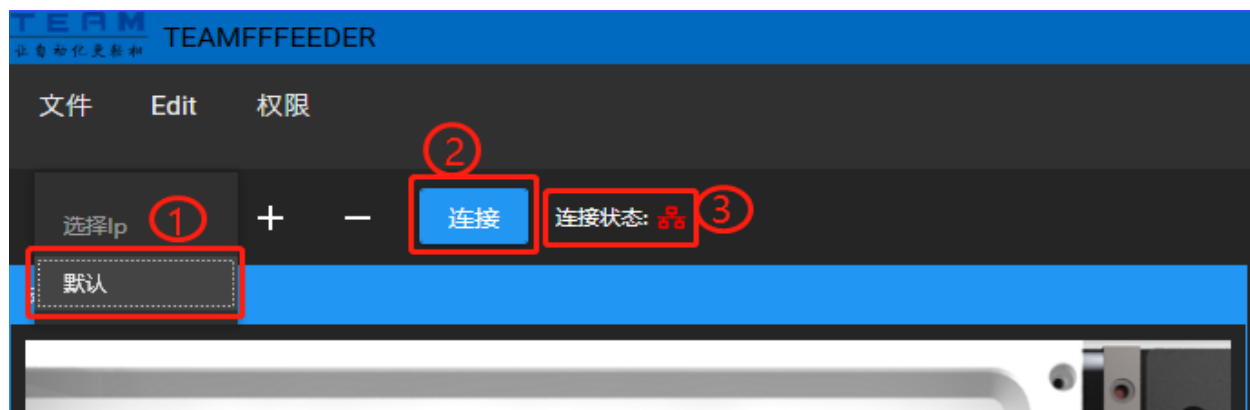 TEAM
让自动化更轻松
TEAMFFFEEDER
文件 Edit 权限
2
选择Ip 1 + − 连接 连接状态: 3
默认